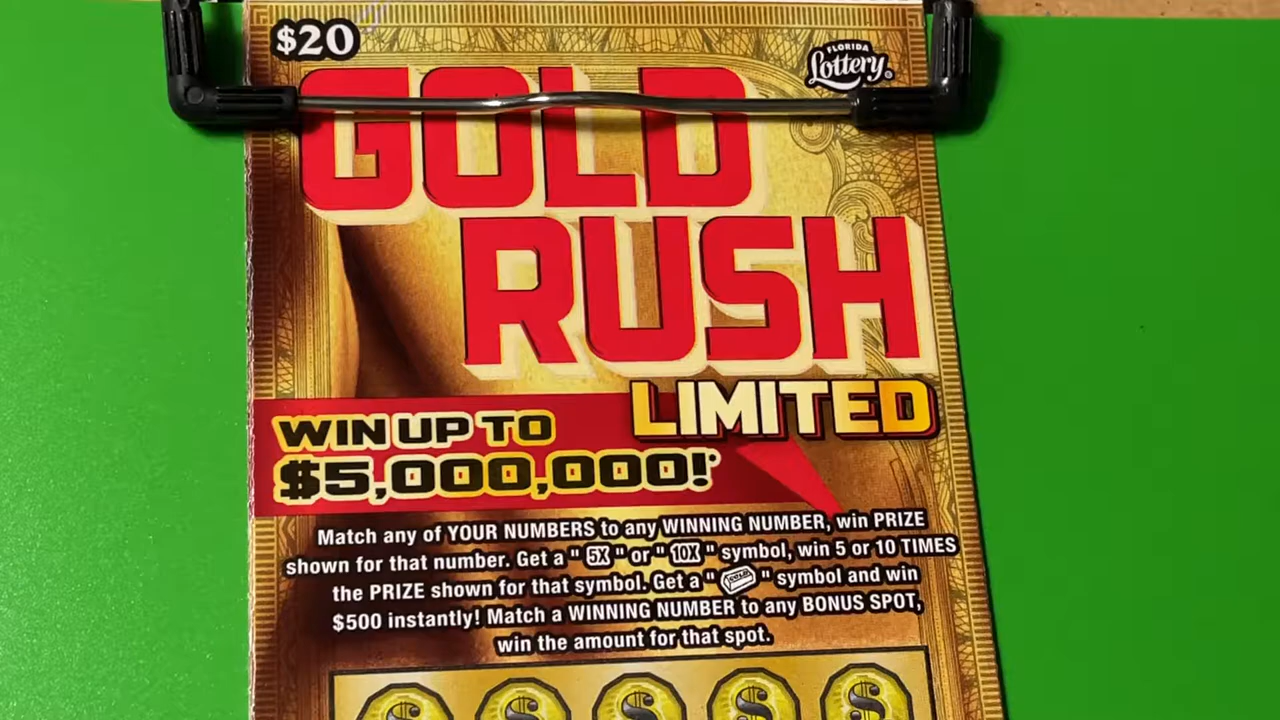 $20
FLORIDA
Lottery
GOLD
RUSH
LIMITED
WIN UP TO
$5,000,000!*
Match any of YOUR NUMBERS to any WINNING NUMBER, win PRIZE
shown for that number. Get a " 5X " or " 10X " symbol, win 5 or 10 TIMES
the PRIZE shown for that symbol. Get a " " symbol and win
$500 instantly! Match a WINNING NUMBER to any BONUS SPOT,
win the amount for that spot.
$ $ $ $ $